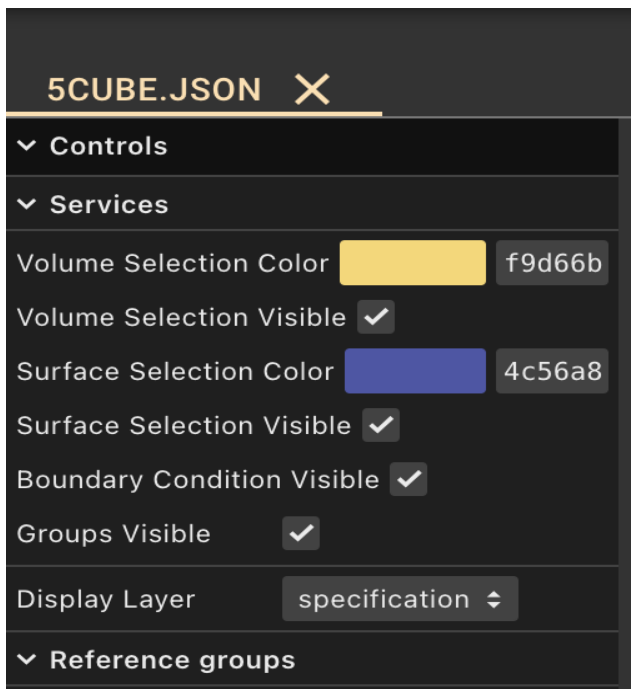 5CUBE.JSON
Controls
Services
Volume Selection Color f9d66b
Volume Selection Visible
Surface Selection Color 4c56a8
Surface Selection Visible
Boundary Condition Visible
Groups Visible
Display Layer specification
Reference groups